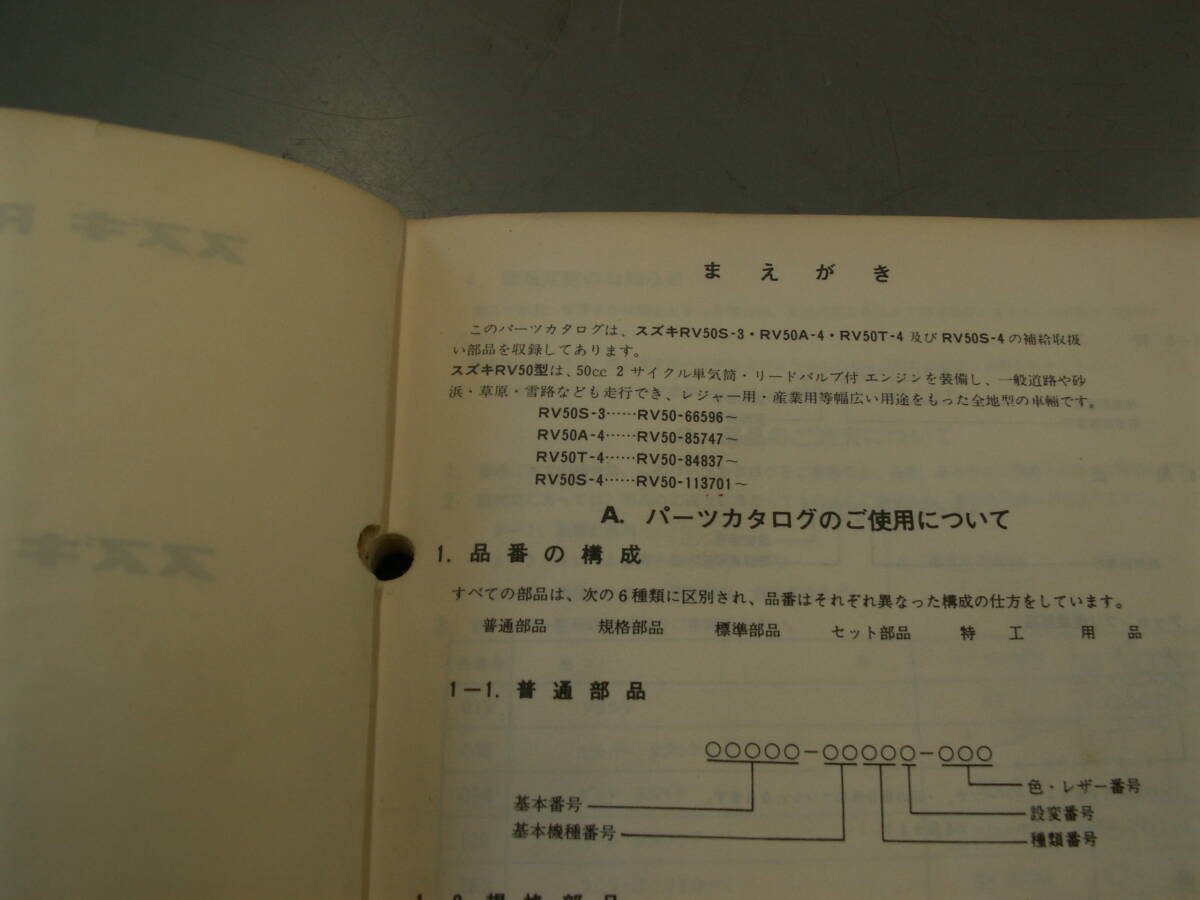 スズキ R
スズキ
まえがき
このパーツカタログは、スズキRV50S-3・RV50A-4・RV50T-4 及び RV50S-4 の補給取扱
い部品を収録してあります。
スズキRV50型は、50cc 2 サイクル単気筒・リードバルブ付 エンジンを装備し、一般道路や砂
浜・草原・雪路なども走行でき、レジャー用・産業用等幅広い用途をもった全地型の車輛です。
RV50S-3……RV50-66596~
RV50A-4……RV50-85747~
RV50T-4……RV50-84837~
RV50S-4……RV50-113701~
A. パーツカタログのご使用について
1. 品番の構成
すべての部品は、次の6種類に区別され、品番はそれぞれ異なった構成の仕方をしています。
普通部品 規格部品 標準部品 セット部品 特工 用品
1-1. 普通部品
○○○○○-○○○○○-○○○
色・レザー番号
基本番号
設変番号
基本機種番号
種類番号
1-2 規格部品